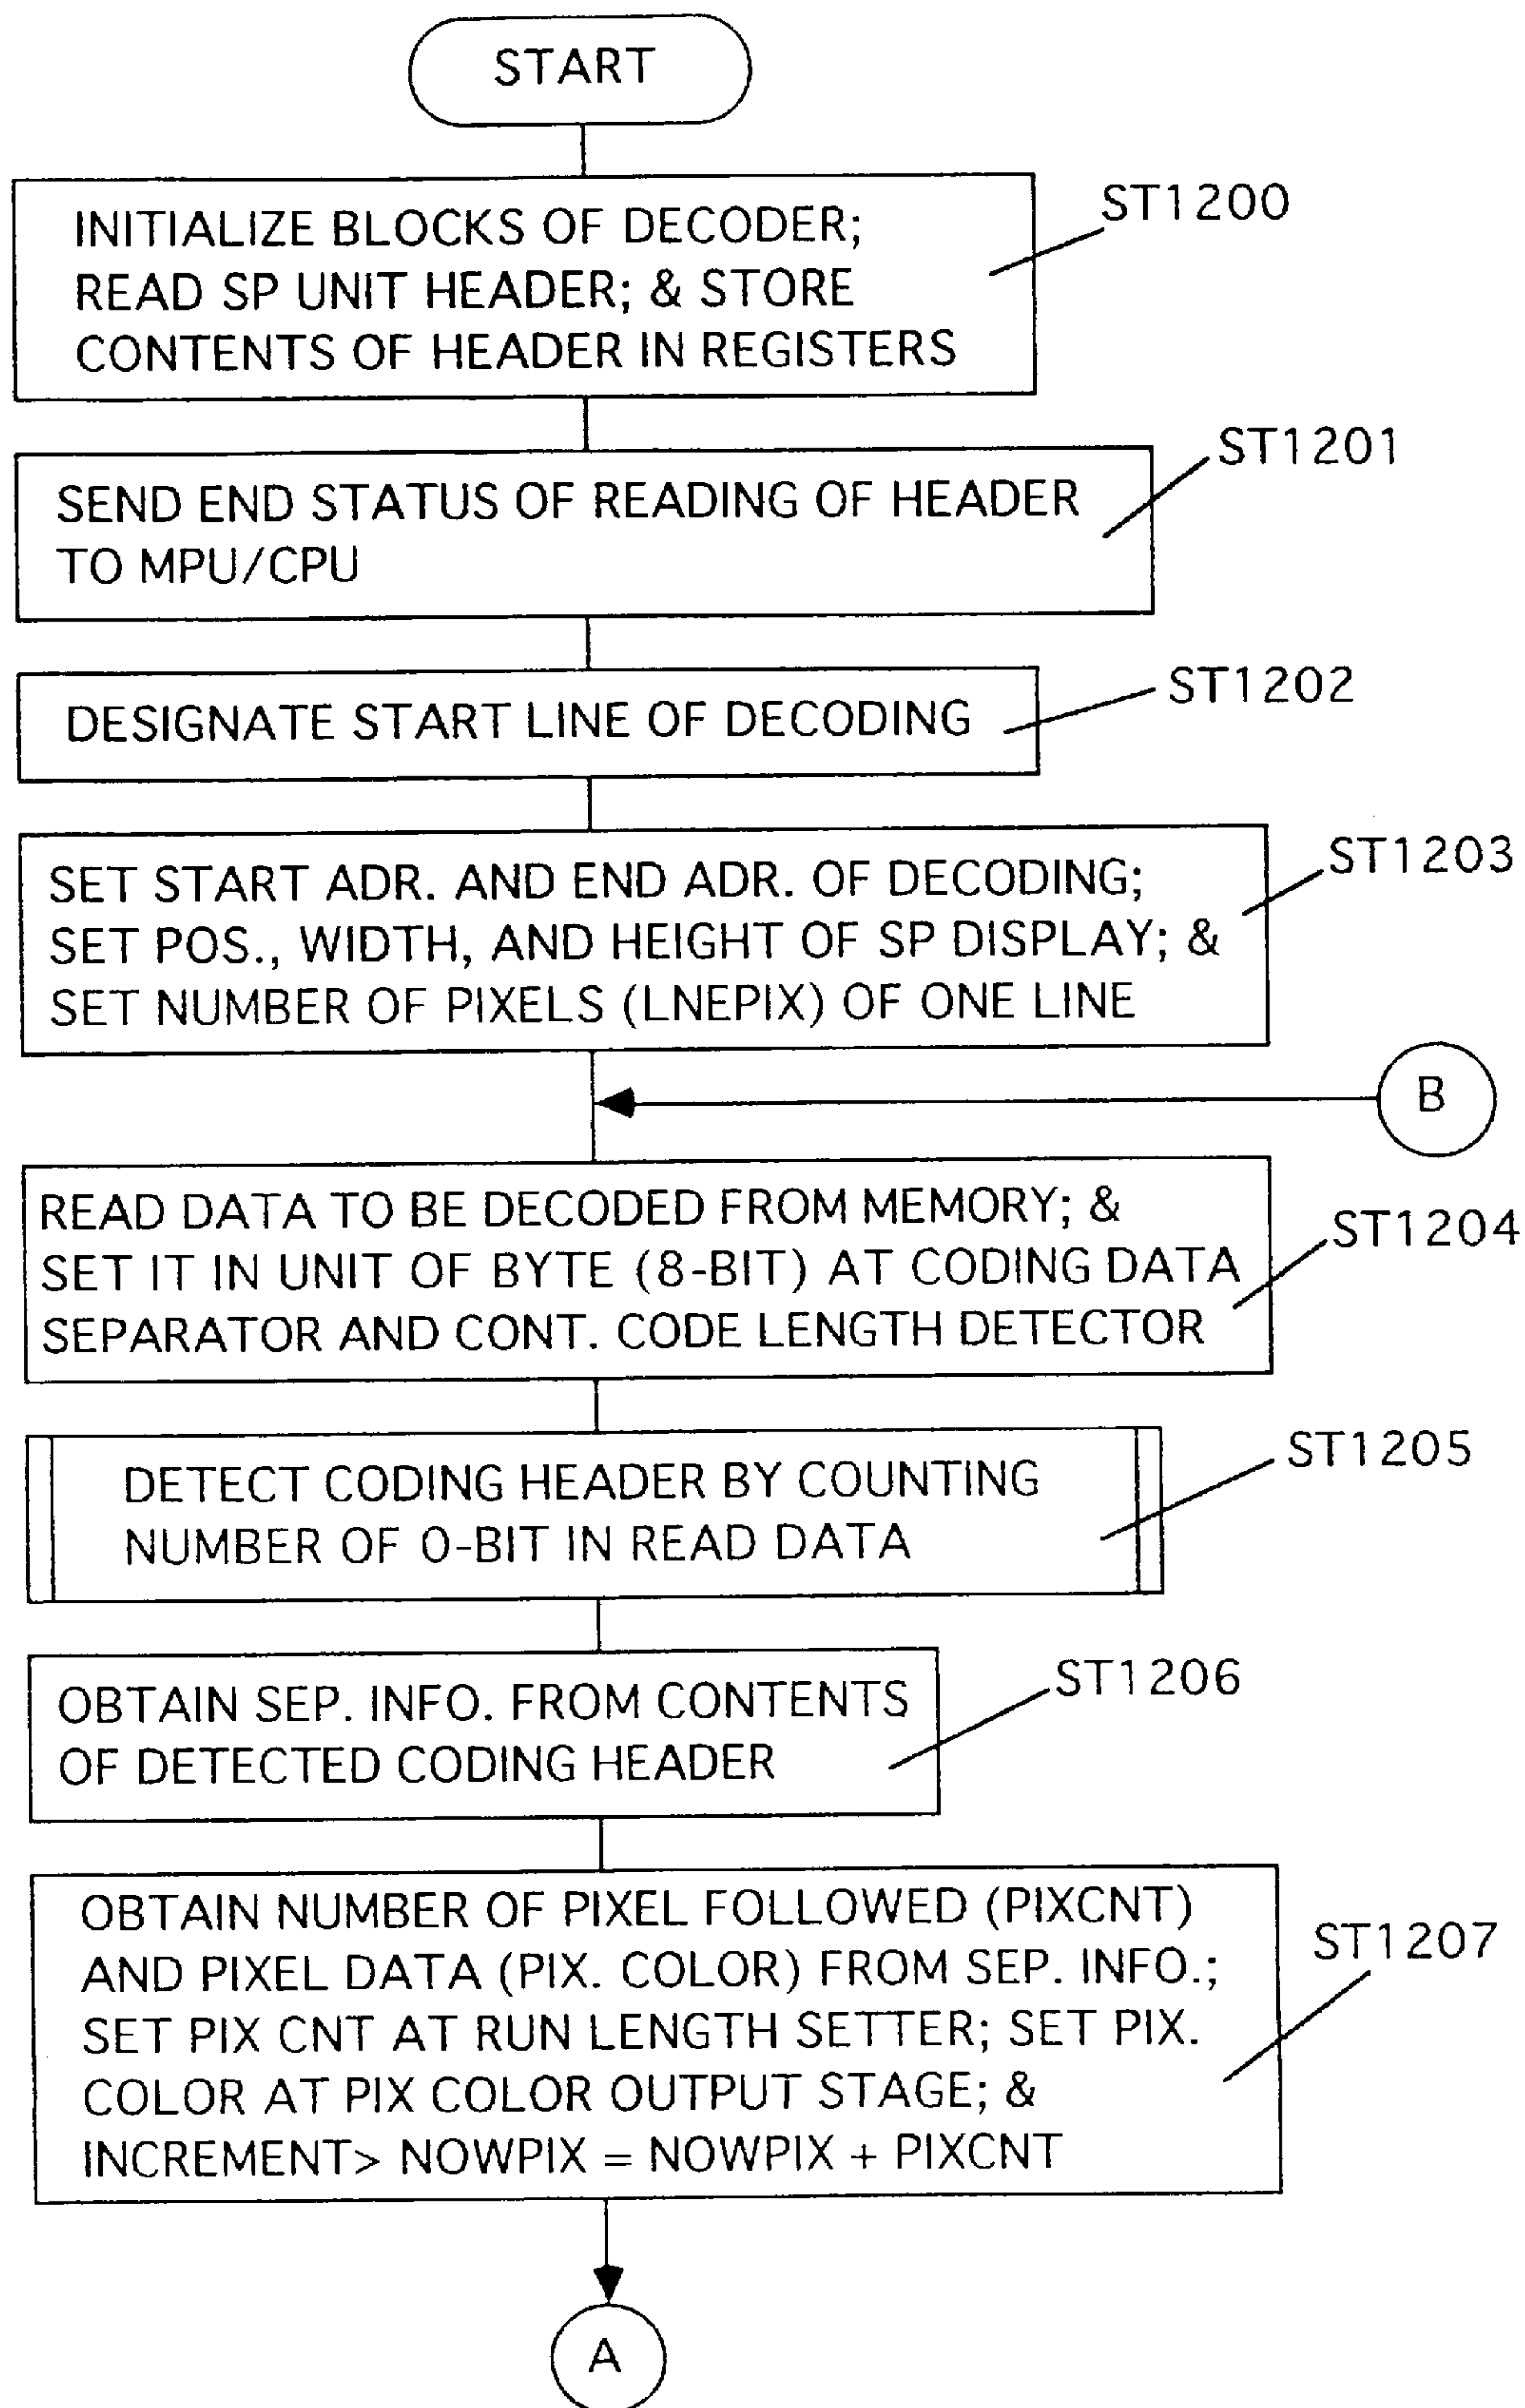 START
INITIALIZE BLOCKS OF DECODER;
READ SP UNIT HEADER; & STORE
CONTENTS OF HEADER IN REGISTERS
ST1200
SEND END STATUS OF READING OF HEADER
TO MPU/CPU
ST1201
DESIGNATE START LINE OF DECODING
ST1202
SET START ADR. AND END ADR. OF DECODING;
SET POS., WIDTH, AND HEIGHT OF SP DISPLAY; &
SET NUMBER OF PIXELS (LNEPIX) OF ONE LINE
ST1203
B
READ DATA TO BE DECODED FROM MEMORY; &
SET IT IN UNIT OF BYTE (8-BIT) AT CODING DATA
SEPARATOR AND CONT. CODE LENGTH DETECTOR
ST1204
DETECT CODING HEADER BY COUNTING
NUMBER OF 0-BIT IN READ DATA
ST1205
OBTAIN SEP. INFO. FROM CONTENTS
OF DETECTED CODING HEADER
ST1206
OBTAIN NUMBER OF PIXEL FOLLOWED (PIXCNT)
AND PIXEL DATA (PIX. COLOR) FROM SEP. INFO.;
SET PIX CNT AT RUN LENGTH SETTER; SET PIX.
COLOR AT PIX COLOR OUTPUT STAGE; &
INCREMENT> NOWPIX = NOWPIX + PIXCNT
ST1207
A